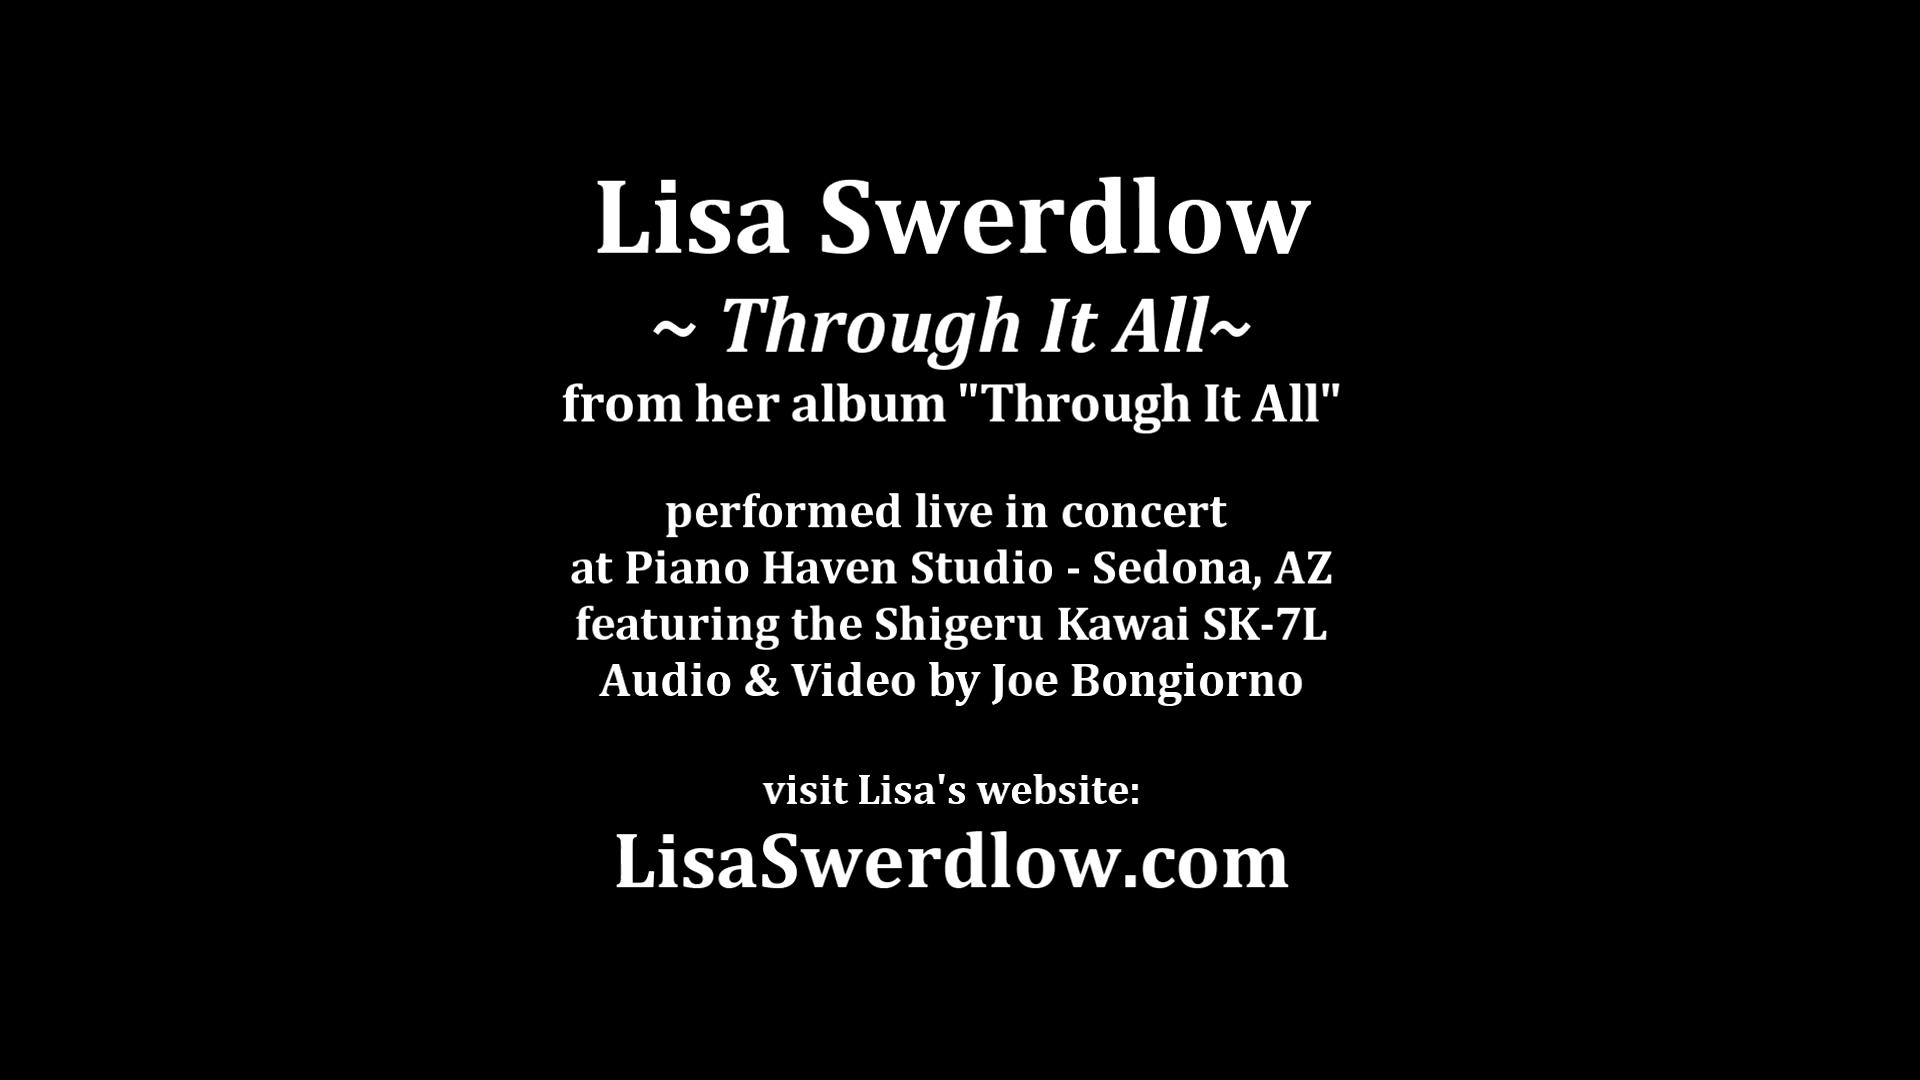 Lisa Swerdlow
~ Through It All~
from her album "Through It All"
performed live in concert
at Piano Haven Studio - Sedona, AZ
featuring the Shigeru Kawai SK-7L
Audio & Video by Joe Bongiorno
visit Lisa's website:
LisaSwerdlow.com